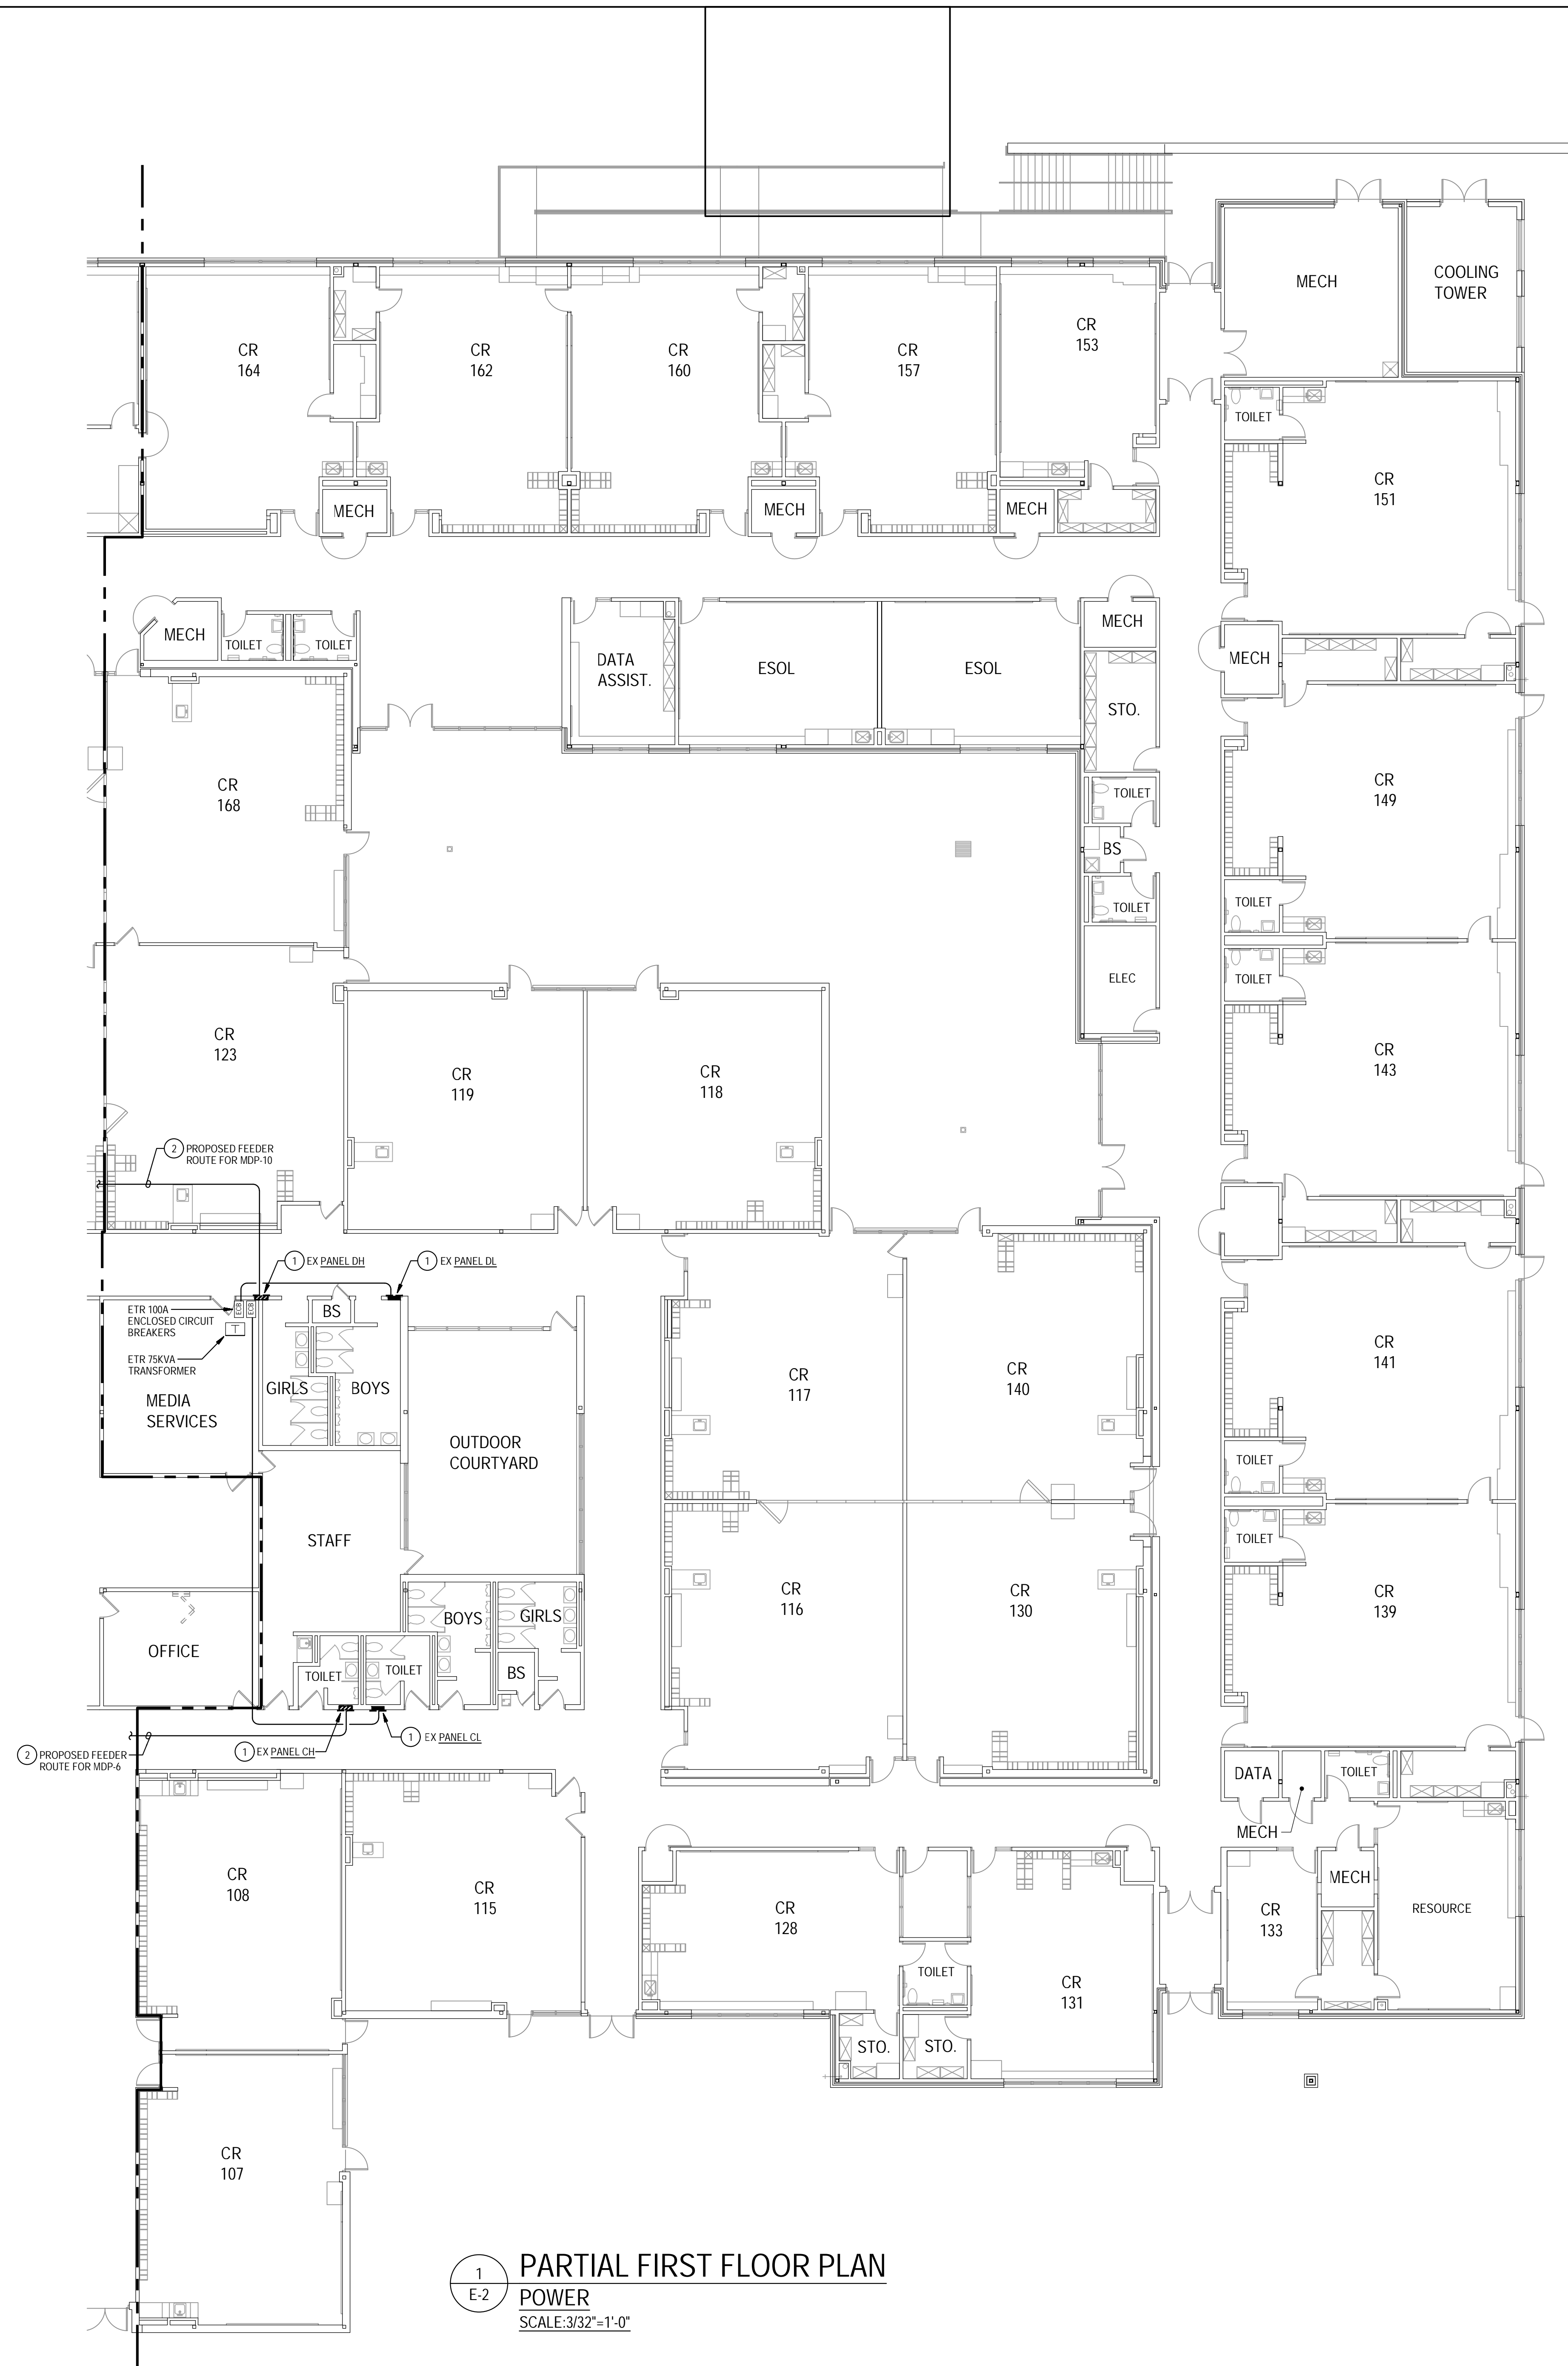 MECH
COOLING
TOWER
CR
164
CR
162
CR
160
CR
157
CR
153
TOILET
CR
151
MECH
MECH
MECH
MECH
TOILET
TOILET
DATA
ASSIST.
ESOL
ESOL
MECH
MECH
STO.
CR
168
TOILET
BS
TOILET
CR
149
TOILET
TOILET
ELEC
CR
123
CR
119
CR
118
CR
143
2
PROPOSED FEEDER
ROUTE FOR MDP-10
1
EX PANEL DH
1
EX PANEL DL
ETR 100A
ENCLOSED CIRCUIT
BREAKERS
ECB
ECB
T
ETR 75KVA
TRANSFORMER
BS
GIRLS
BOYS
MEDIA
SERVICES
OUTDOOR
COURTYARD
CR
117
CR
140
CR
141
TOILET
TOILET
STAFF
CR
116
CR
130
CR
139
OFFICE
BOYS
GIRLS
TOILET
TOILET
BS
1
EX PANEL CL
1
EX PANEL CH
2
PROPOSED FEEDER
ROUTE FOR MDP-6
DATA
TOILET
MECH
CR
108
CR
115
CR
128
TOILET
CR
131
MECH
CR
133
RESOURCE
STO.
STO.
CR
107
1
E-2
PARTIAL FIRST FLOOR PLAN
POWER
SCALE:3/32"=1'-0"